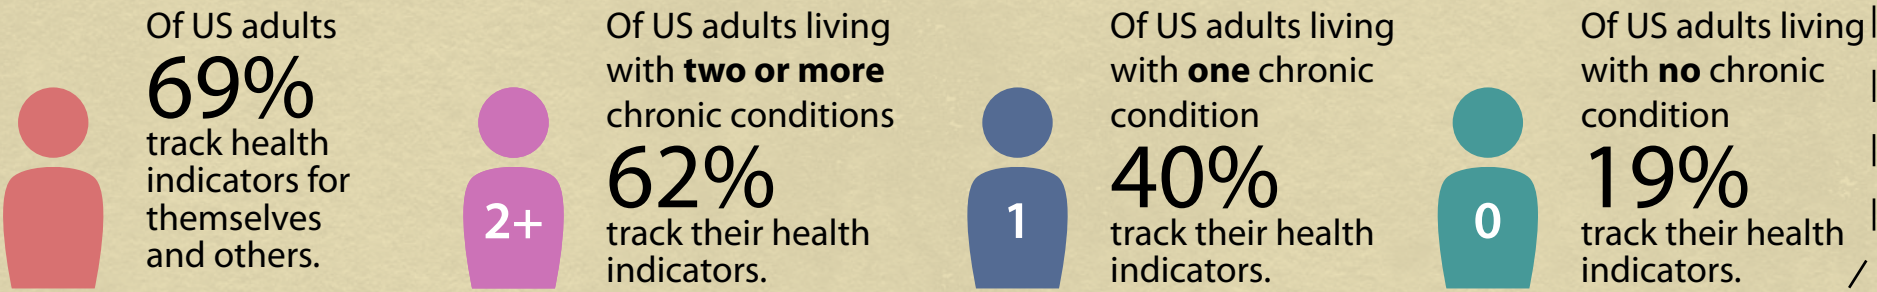 Of US adults
69%
track health
indicators for
themselves
and others.
2+
Of US adults living
with two or more
chronic conditions
62%
track their health
indicators.
1
Of US adults living
with one chronic
condition
40%
track their health
indicators.
0
Of US adults living
with no chronic
condition
19%
track their health
indicators.